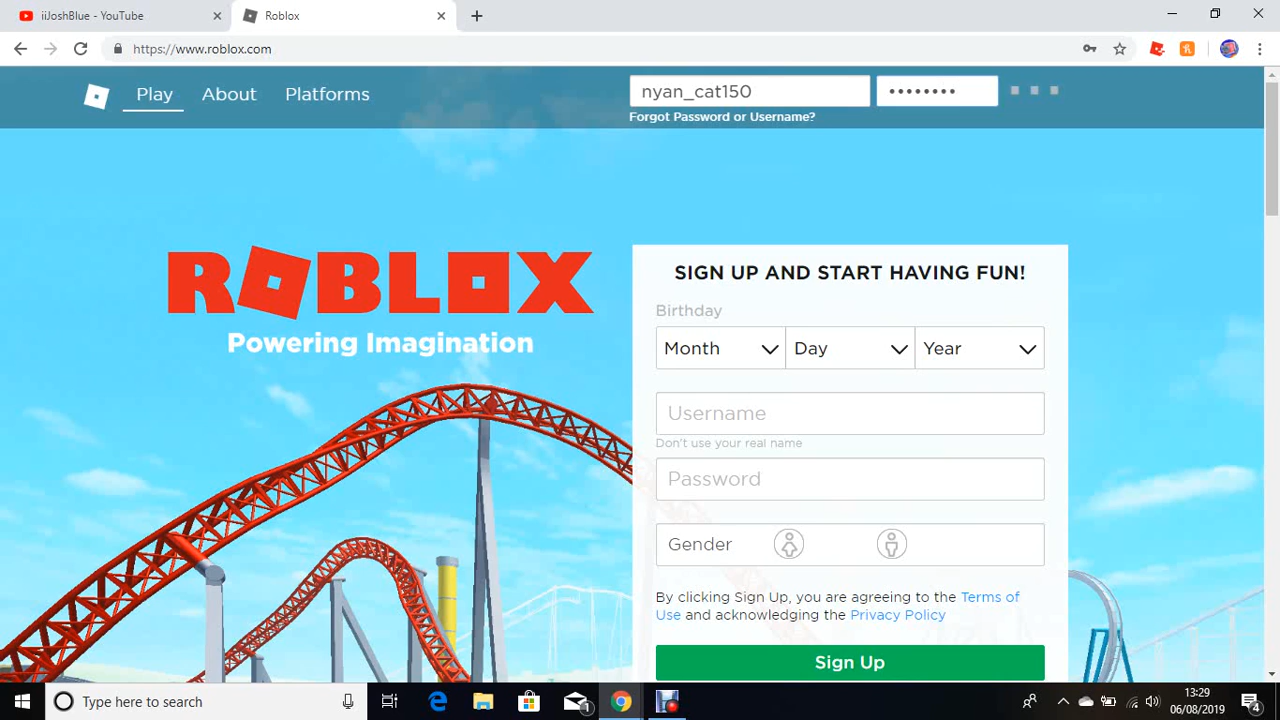 iiJoshBlue - YouTube
Roblox
https://www.roblox.com
Play About Platforms
nyan_cat150 ••••••••
Forgot Password or Username?
ROBLOX
Powering Imagination
SIGN UP AND START HAVING FUN!
Birthday
Month Day Year
Username
Don't use your real name
Password
Gender
By clicking Sign Up, you are agreeing to the Terms of
Use and acknowledging the Privacy Policy
Sign Up
Type here to search
1
13:29
06/08/2019
4